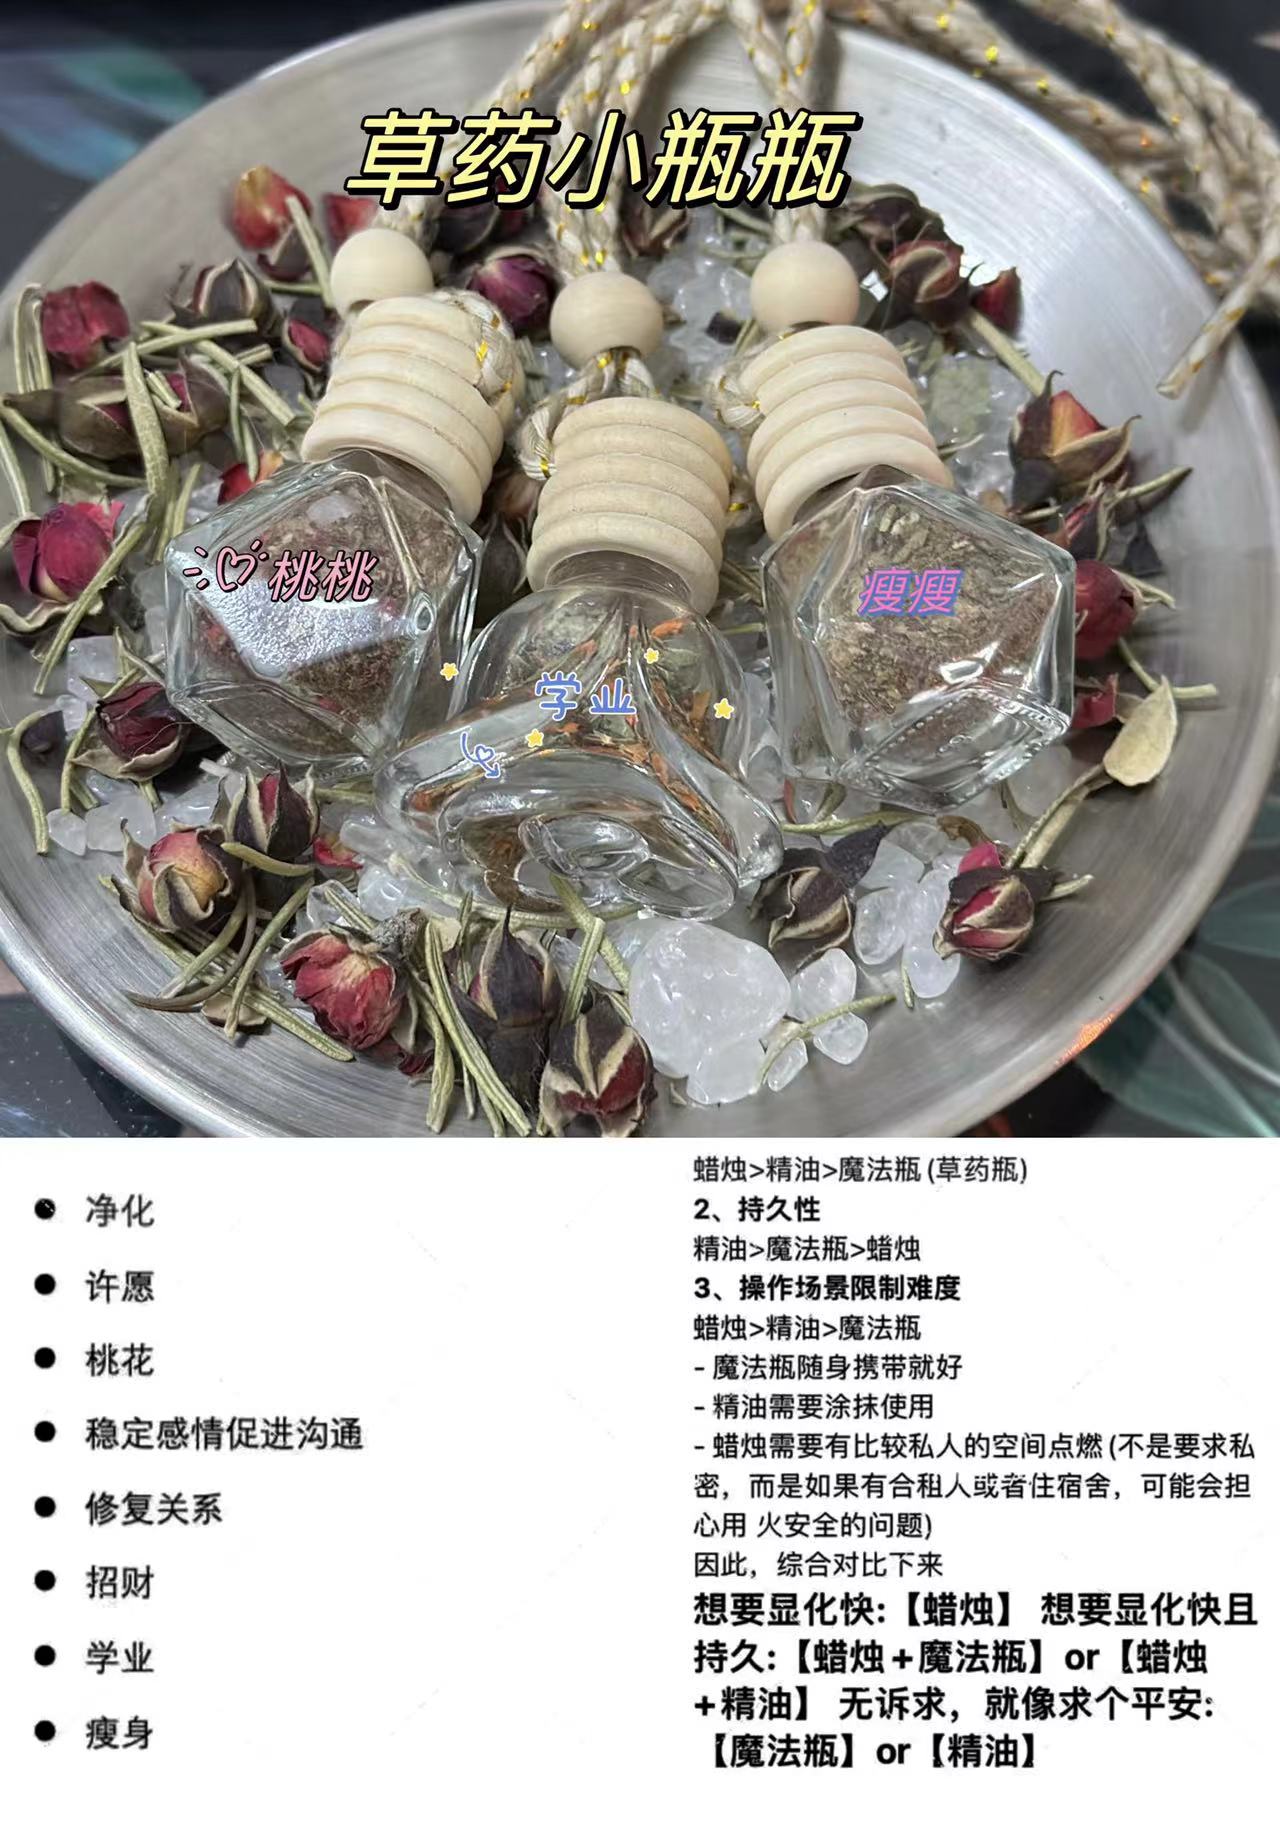 草药小瓶瓶
桃桃
学业
瘦瘦
● 净化
● 许愿
● 桃花
● 稳定感情促进沟通
● 修复关系
● 招财
● 学业
● 瘦身
蜡烛>精油>魔法瓶 (草药瓶)
2、持久性
精油>魔法瓶>蜡烛
3、操作场景限制难度
蜡烛>精油>魔法瓶
- 魔法瓶随身携带就好
- 精油需要涂抹使用
- 蜡烛需要有比较私人的空间点燃 (不是要求私
密，而是如果有合租人或者住宿舍，可能会担
心用 火安全的问题)
因此，综合对比下来
想要显化快:【蜡烛】 想要显化快且
持久:【蜡烛+魔法瓶】or【蜡烛
+精油】 无诉求，就像求个平安:
【魔法瓶】or【精油】